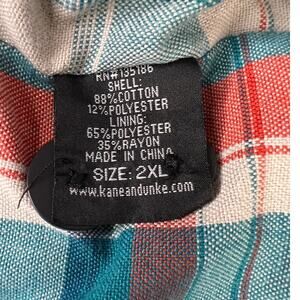 RN#135186
SHELL:
88%COTTON
12%POLYESTER
LINING:
65%POLYESTER
35%RAYON
MADE IN CHINA
SIZE: 2XL
www.kaneandunke.com